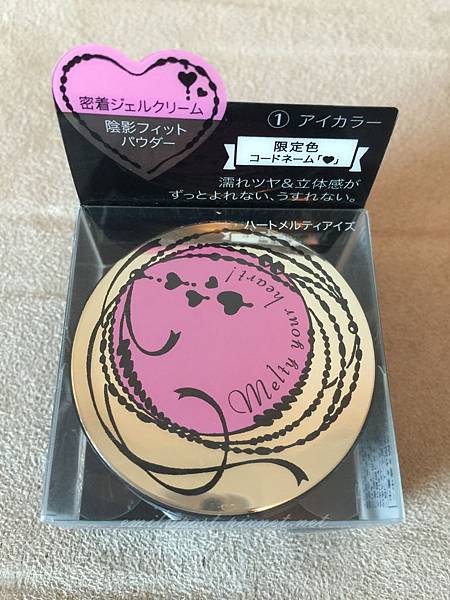 密着ジェルクリーム
陰影フィット
パウダー
① アイカラー
限定色
コードネーム「♥」
濡れツヤ&立体感が
ずっとよれない、うすれない。
ハートメルティアイズ
Melty your heart!